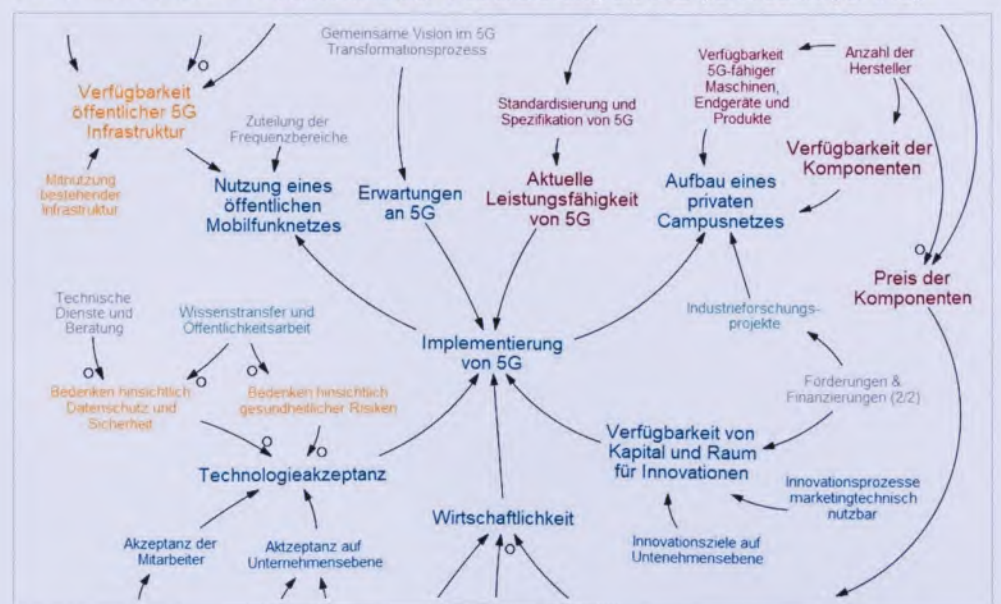 Gemeinsame Vision im 5G
Transformationsprozess
Verfügbarkeit
öffentlicher 5G
Infrastruktur
Zuteilung der
Frequenzbereiche
Standardisierung und
Spezifikation von 5G
Verfügbarkeit
5G-fähiger
Maschinen,
Endgeräte und
Produkte
Anzahl der
Hersteller
Mitnutzung
bestehender
Infrastruktur
Nutzung eines
öffentlichen
Mobilfunknetzes
Erwartungen
an 5G
Aktuelle
Leistungsfähigkeit
von 5G
Aufbau eines
privaten
Campusnetzes
Verfügbarkeit der
Komponenten
Preis der
Komponenten
Technische
Dienste und
Beratung
Wissenstransfer und
Öffentlichkeitsarbeit
Implementierung
von 5G
Industrieforschungs-
projekte
Bedenken hinsichtlich
Datenschutz und
Sicherheit
Bedenken hinsichtlich
gesundheitlicher Risiken
Förderungen &
Finanzierungen (2/2)
Technologieakzeptanz
Verfügbarkeit von
Kapital und Raum
für Innovationen
Innovationsprozesse
marketingtechnisch
nutzbar
Wirtschaftlichkeit
Akzeptanz der
Mitarbeiter
Aktzeptanz auf
Unternehmensebene
Innovationsziele auf
Untenehmensebene